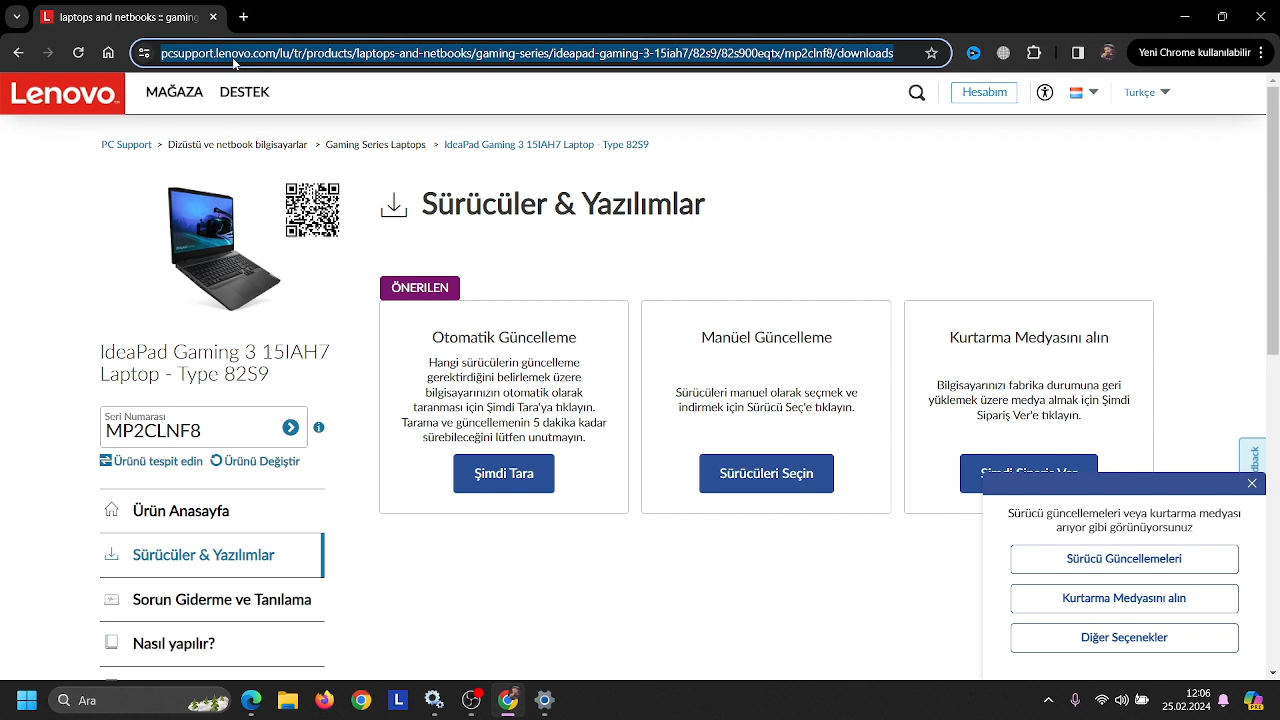 laptops and netbooks :: gaming
pcsupport.lenovo.com/lu/tr/products/laptops-and-netbooks/gaming-series/ideapad-gaming-3-15iah7/82s9/82s900eqtx/mp2clnf8/downloads
Yeni Chrome kullanılabilir
Lenovo
MAĞAZA DESTEK
Hesabım
Türkçe
PC Support > Dizüstü ve netbook bilgisayarlar > Gaming Series Laptops > IdeaPad Gaming 3 15IAH7 Laptop - Type 82S9
Sürücüler & Yazılımlar
IdeaPad Gaming 3 15IAH7
Laptop - Type 82S9
Seri Numarası
MP2CLNF8
Ürünü tespit edin Ürünü Değiştir
Ürün Anasayfa
Sürücüler & Yazılımlar
Sorun Giderme ve Tanılama
Nasıl yapılır?
ÖNERILEN
Otomatik Güncelleme
Hangi sürücülerin güncelleme
gerektirdiğini belirlemek üzere
bilgisayarınızın otomatik olarak
taranması için Şimdi Tara'ya tıklayın.
Tarama ve güncellemenin 5 dakika kadar
sürebileceğini lütfen unutmayın.
Şimdi Tara
Manüel Güncelleme
Sürücüleri manuel olarak seçmek ve
indirmek için Sürücü Seç'e tıklayın.
Sürücüleri Seçin
Kurtarma Medyasını alın
Bilgisayarınızı fabrika durumuna geri
yüklemek üzere medya almak için Şimdi
Sipariş Ver'e tıklayın.
Şimdi Sipariş Ver
dback
Sürücü güncellemeleri veya kurtarma medyası
arıyor gibi görünüyorsunuz
Sürücü Güncellemeleri
Kurtarma Medyasını alın
Diğer Seçenekler
Ara
12:06
25.02.2024